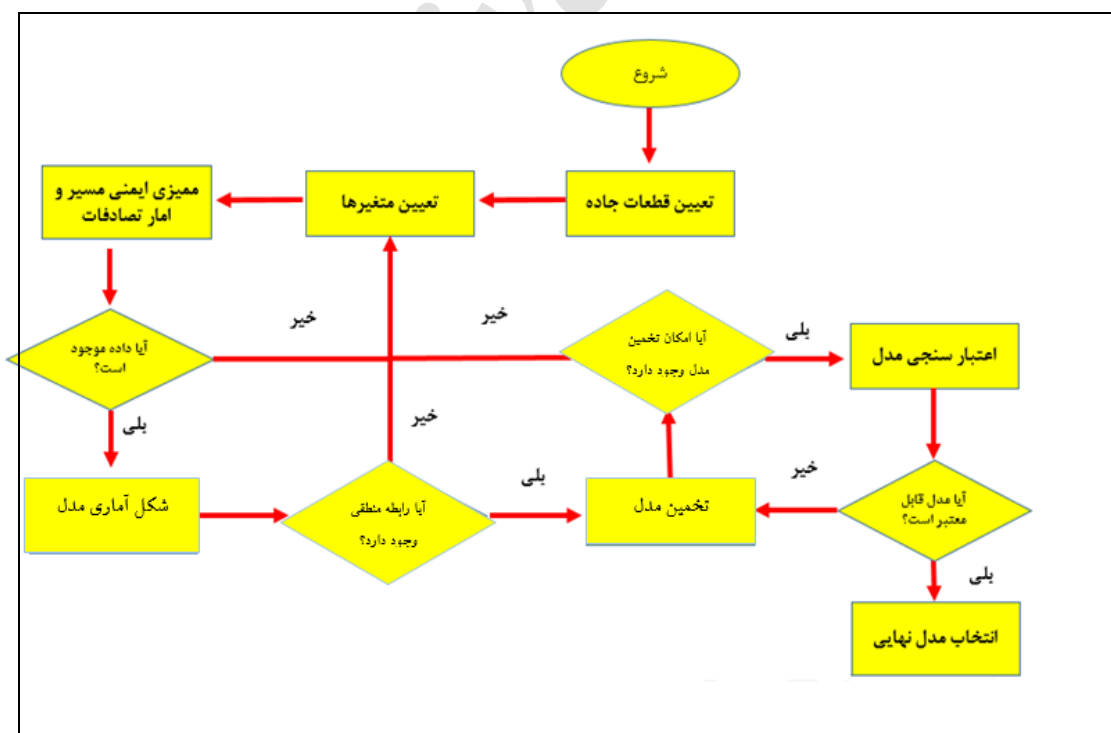 شروع
تعیین قطعات جاده
تعیین متغیرها
ممیزی ایمنی مسیر و
امار تصادفات
خیر
خیر
آیا داده موجود
است؟
آیا امکان تخمین
مدل وجود دارد؟
بلی
اعتبار سنجی مدل
بلی
خیر
شکل آماری مدل
آیا رابطه منطقی
وجود دارد؟
بلی
تخمین مدل
خیر
آیا مدل قابل
معتبر است؟
بلی
انتخاب مدل نهایی